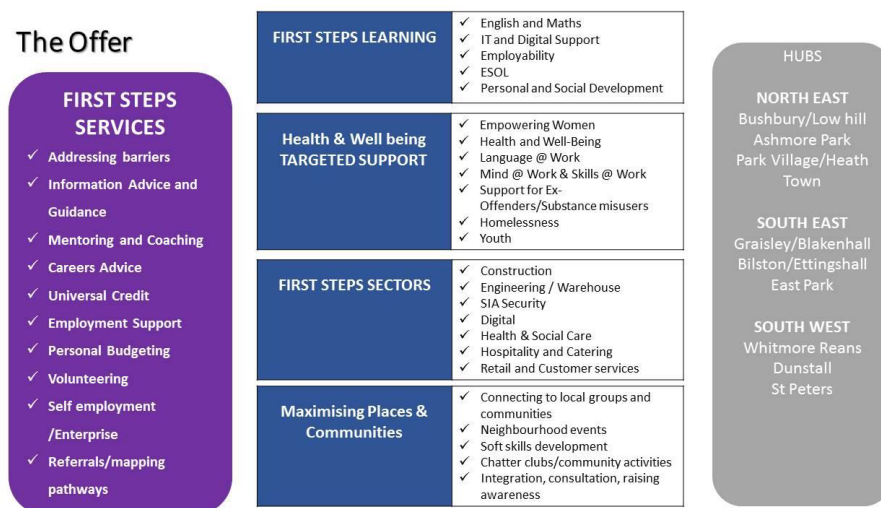 The Offer
FIRST STEPS
SERVICES
✓ Addressing barriers
✓ Information Advice and
Guidance
✓ Mentoring and Coaching
✓ Careers Advice
✓ Universal Credit
✓ Employment Support
✓ Personal Budgeting
✓ Volunteering
✓ Self employment
/Enterprise
✓ Referrals/mapping
pathways
FIRST STEPS LEARNING
✓ English and Maths
✓ IT and Digital Support
✓ Employability
✓ ESOL
✓ Personal and Social Development
Health & Well being
TARGETED SUPPORT
✓ Empowering Women
✓ Health and Well-Being
✓ Language @ Work
✓ Mind @ Work & Skills @ Work
✓ Support for Ex-
Offenders/Substance misusers
✓ Homelessness
✓ Youth
FIRST STEPS SECTORS
✓ Construction
✓ Engineering / Warehouse
✓ SIA Security
✓ Digital
✓ Health & Social Care
✓ Hospitality and Catering
✓ Retail and Customer services
Maximising Places &
Communities
✓ Connecting to local groups and
communities
✓ Neighbourhood events
✓ Soft skills development
✓ Chatter clubs/community activities
✓ Integration, consultation, raising
awareness
HUBS
NORTH EAST
Bushbury/Low hill
Ashmore Park
Park Village/Heath
Town
SOUTH EAST
Graisley/Blakenhall
Bilston/Ettingshall
East Park
SOUTH WEST
Whitmore Reans
Dunstall
St Peters